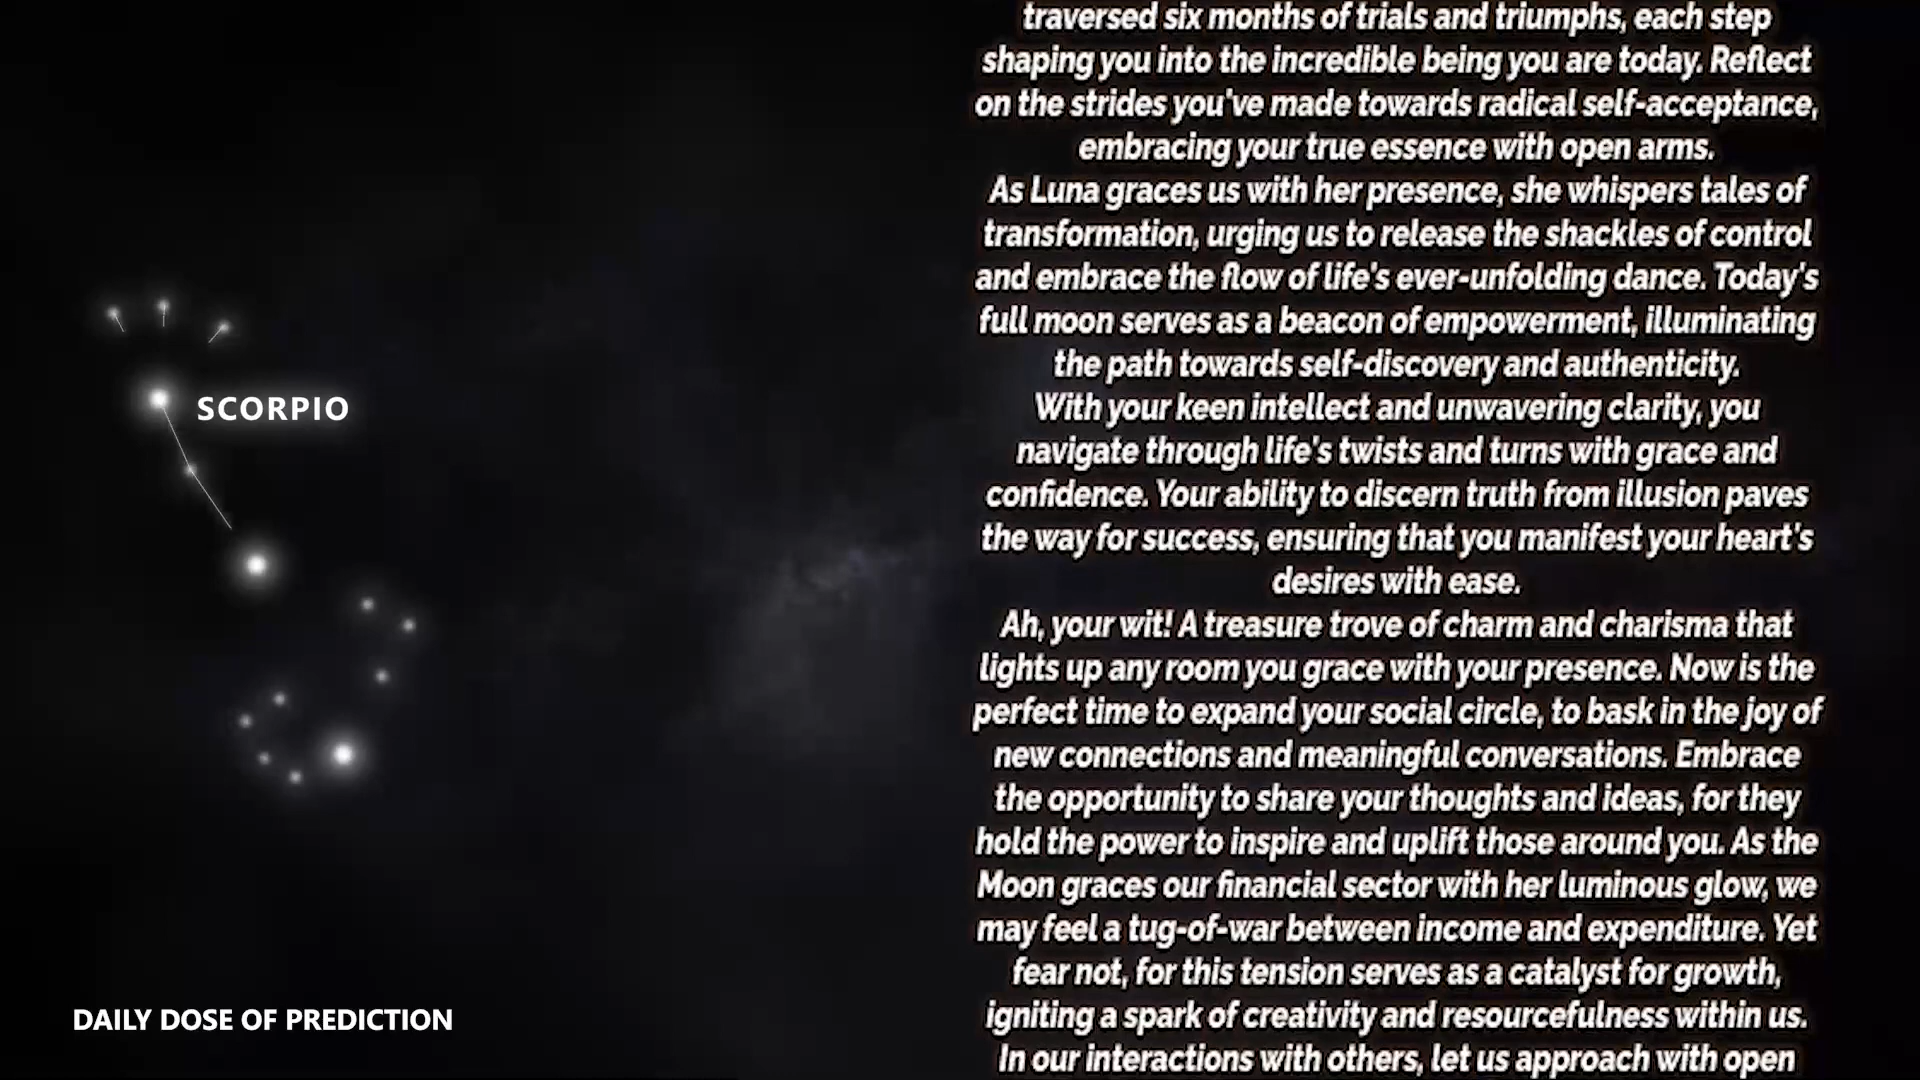 SCORPIO
DAILY DOSE OF PREDICTION
traversed six months of trials and triumphs, each step
shaping you into the incredible being you are today. Reflect
on the strides you've made towards radical self-acceptance,
embracing your true essence with open arms.
As Luna graces us with her presence, she whispers tales of
transformation, urging us to release the shackles of control
and embrace the flow of life's ever-unfolding dance. Today's
full moon serves as a beacon of empowerment, illuminating
the path towards self-discovery and authenticity.
With your keen intellect and unwavering clarity, you
navigate through life's twists and turns with grace and
confidence. Your ability to discern truth from illusion paves
the way for success, ensuring that you manifest your heart's
desires with ease.
Ah, your wit! A treasure trove of charm and charisma that
lights up any room you grace with your presence. Now is the
perfect time to expand your social circle, to bask in the joy of
new connections and meaningful conversations. Embrace
the opportunity to share your thoughts and ideas, for they
hold the power to inspire and uplift those around you. As the
Moon graces our financial sector with her luminous glow, we
may feel a tug-of-war between income and expenditure. Yet
fear not, for this tension serves as a catalyst for growth,
igniting a spark of creativity and resourcefulness within us.
In our interactions with others, let us approach with open